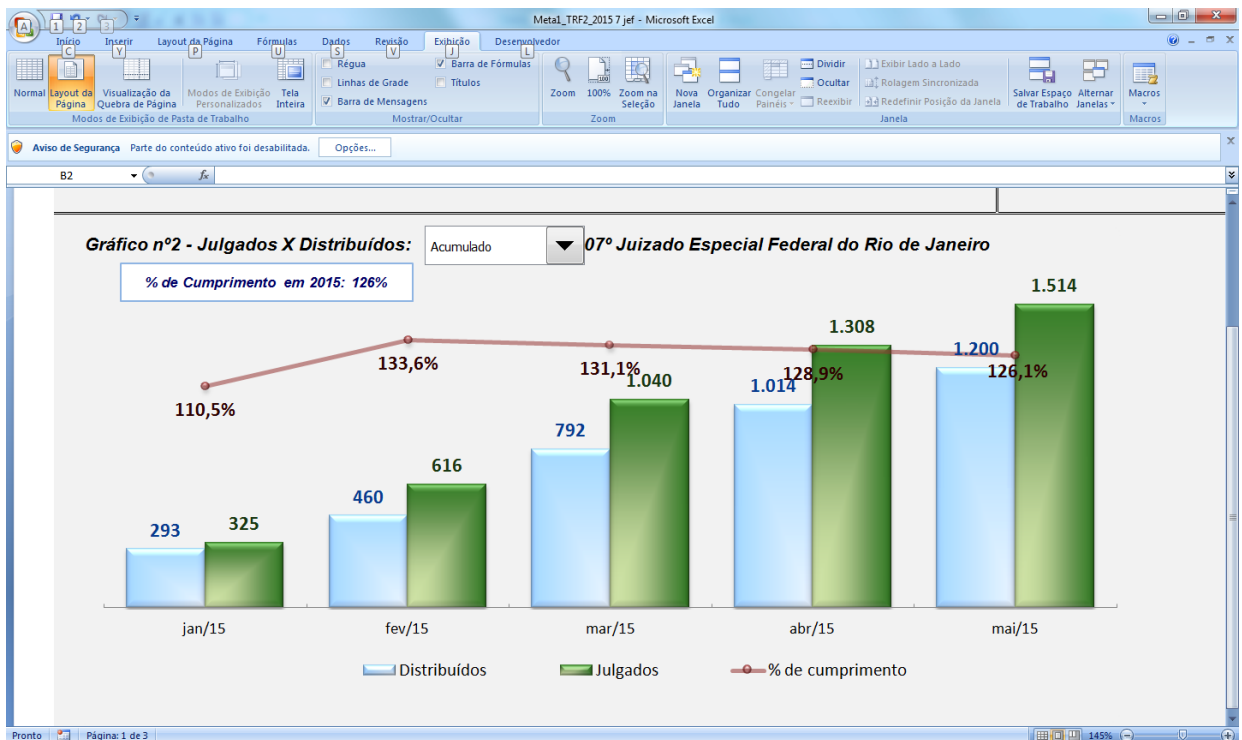 Meta1_TRF2_2015 7 jef - Microsoft Excel
1 2 3
Início Inserir Layout da Página Fórmulas Dados Revisão Exibição Desenvolvedor
C Y P U S V J L
Normal
Layout da Página
Visualização da Quebra de Página
Modos de Exibição Personalizados
Tela Inteira
Modos de Exibição de Pasta de Trabalho
Régua
Linhas de Grade
Barra de Mensagens
Barra de Fórmulas
Títulos
Mostrar/Ocultar
Zoom
100%
Zoom na Seleção
Zoom
Nova Janela
Organizar Tudo
Congelar Painéis
Dividir
Ocultar
Reexibir
Exibir Lado a Lado
Rolagem Sincronizada
Redefinir Posição da Janela
Salvar Espaço de Trabalho
Alternar Janelas
Janela
Macros
Macros
Aviso de Segurança Parte do conteúdo ativo foi desabilitada. Opções...
B2 fx
Gráfico nº2 - Julgados X Distribuídos: Acumulado 07º Juizado Especial Federal do Rio de Janeiro
% de Cumprimento em 2015: 126%
110,5% 133,6% 131,1% 128,9% 126,1%
293 460 792 1.014 1.200
325 616 1.040 1.308 1.514
jan/15 fev/15 mar/15 abr/15 mai/15
Distribuídos Julgados % de cumprimento
Pronto Página: 1 de 3 145%